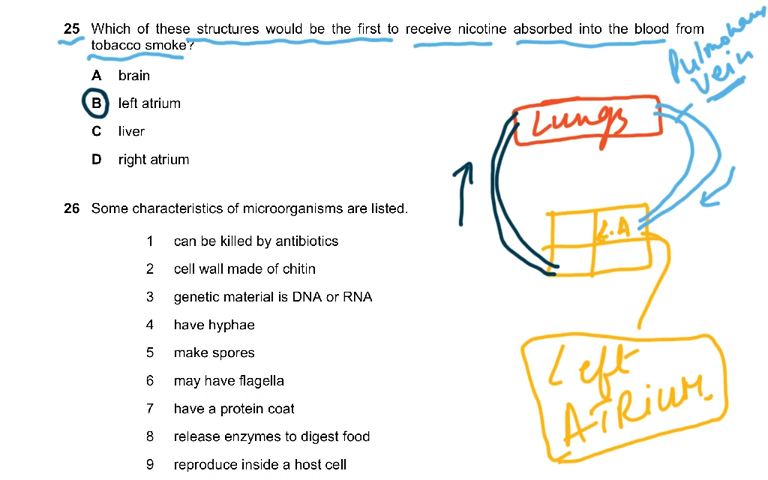 25 Which of these structures would be the first to receive nicotine absorbed into the blood from
tobacco smoke?
A brain
B left atrium
C liver
D right atrium
26 Some characteristics of microorganisms are listed.
1 can be killed by antibiotics
2 cell wall made of chitin
3 genetic material is DNA or RNA
4 have hyphae
5 make spores
6 may have flagella
7 have a protein coat
8 release enzymes to digest food
9 reproduce inside a host cell
Pulmonary
vein
Lungs
L.A
Left
ATRium.